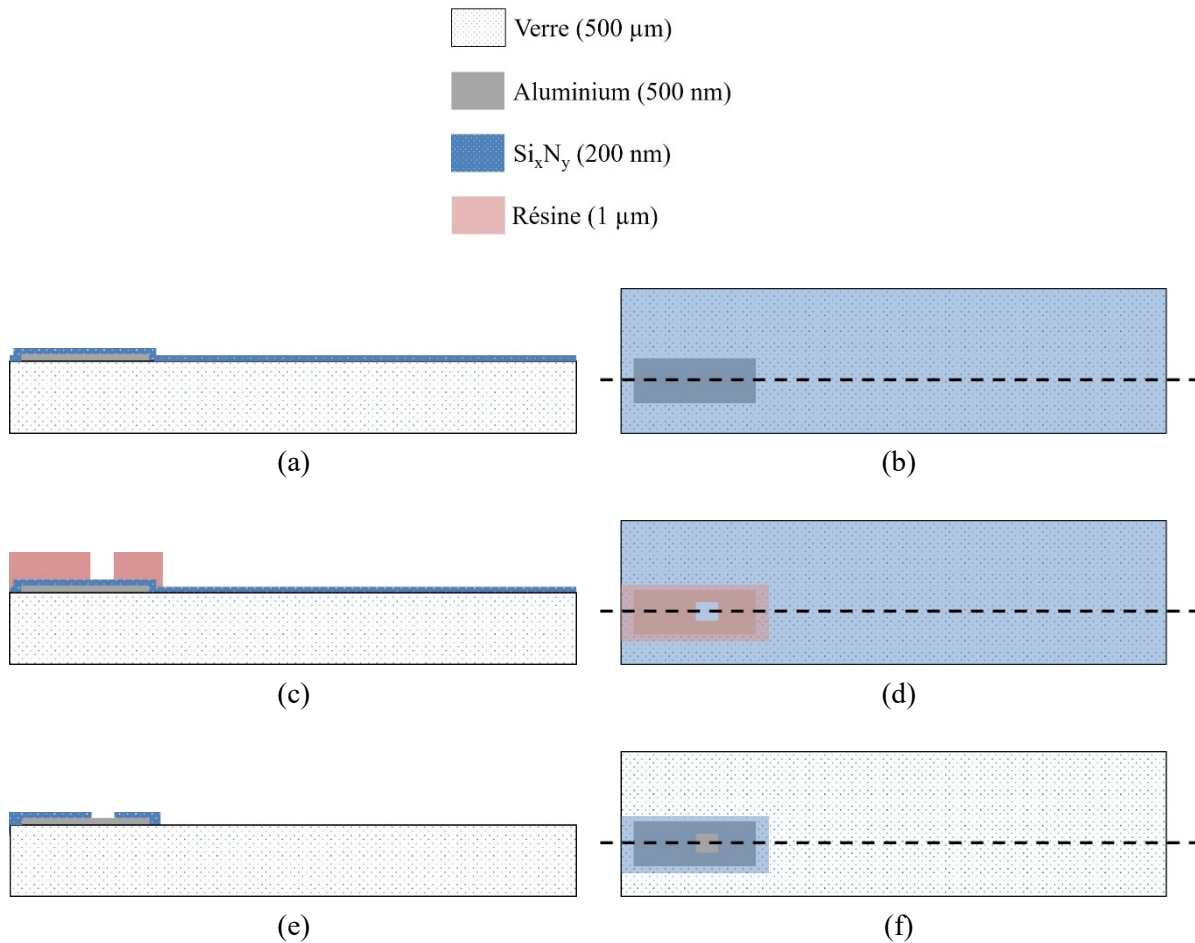 Verre (500 µm)
Aluminium (500 nm)
SixNy (200 nm)
Résine (1 µm)
(a)
(b)
(c)
(d)
(e)
(f)